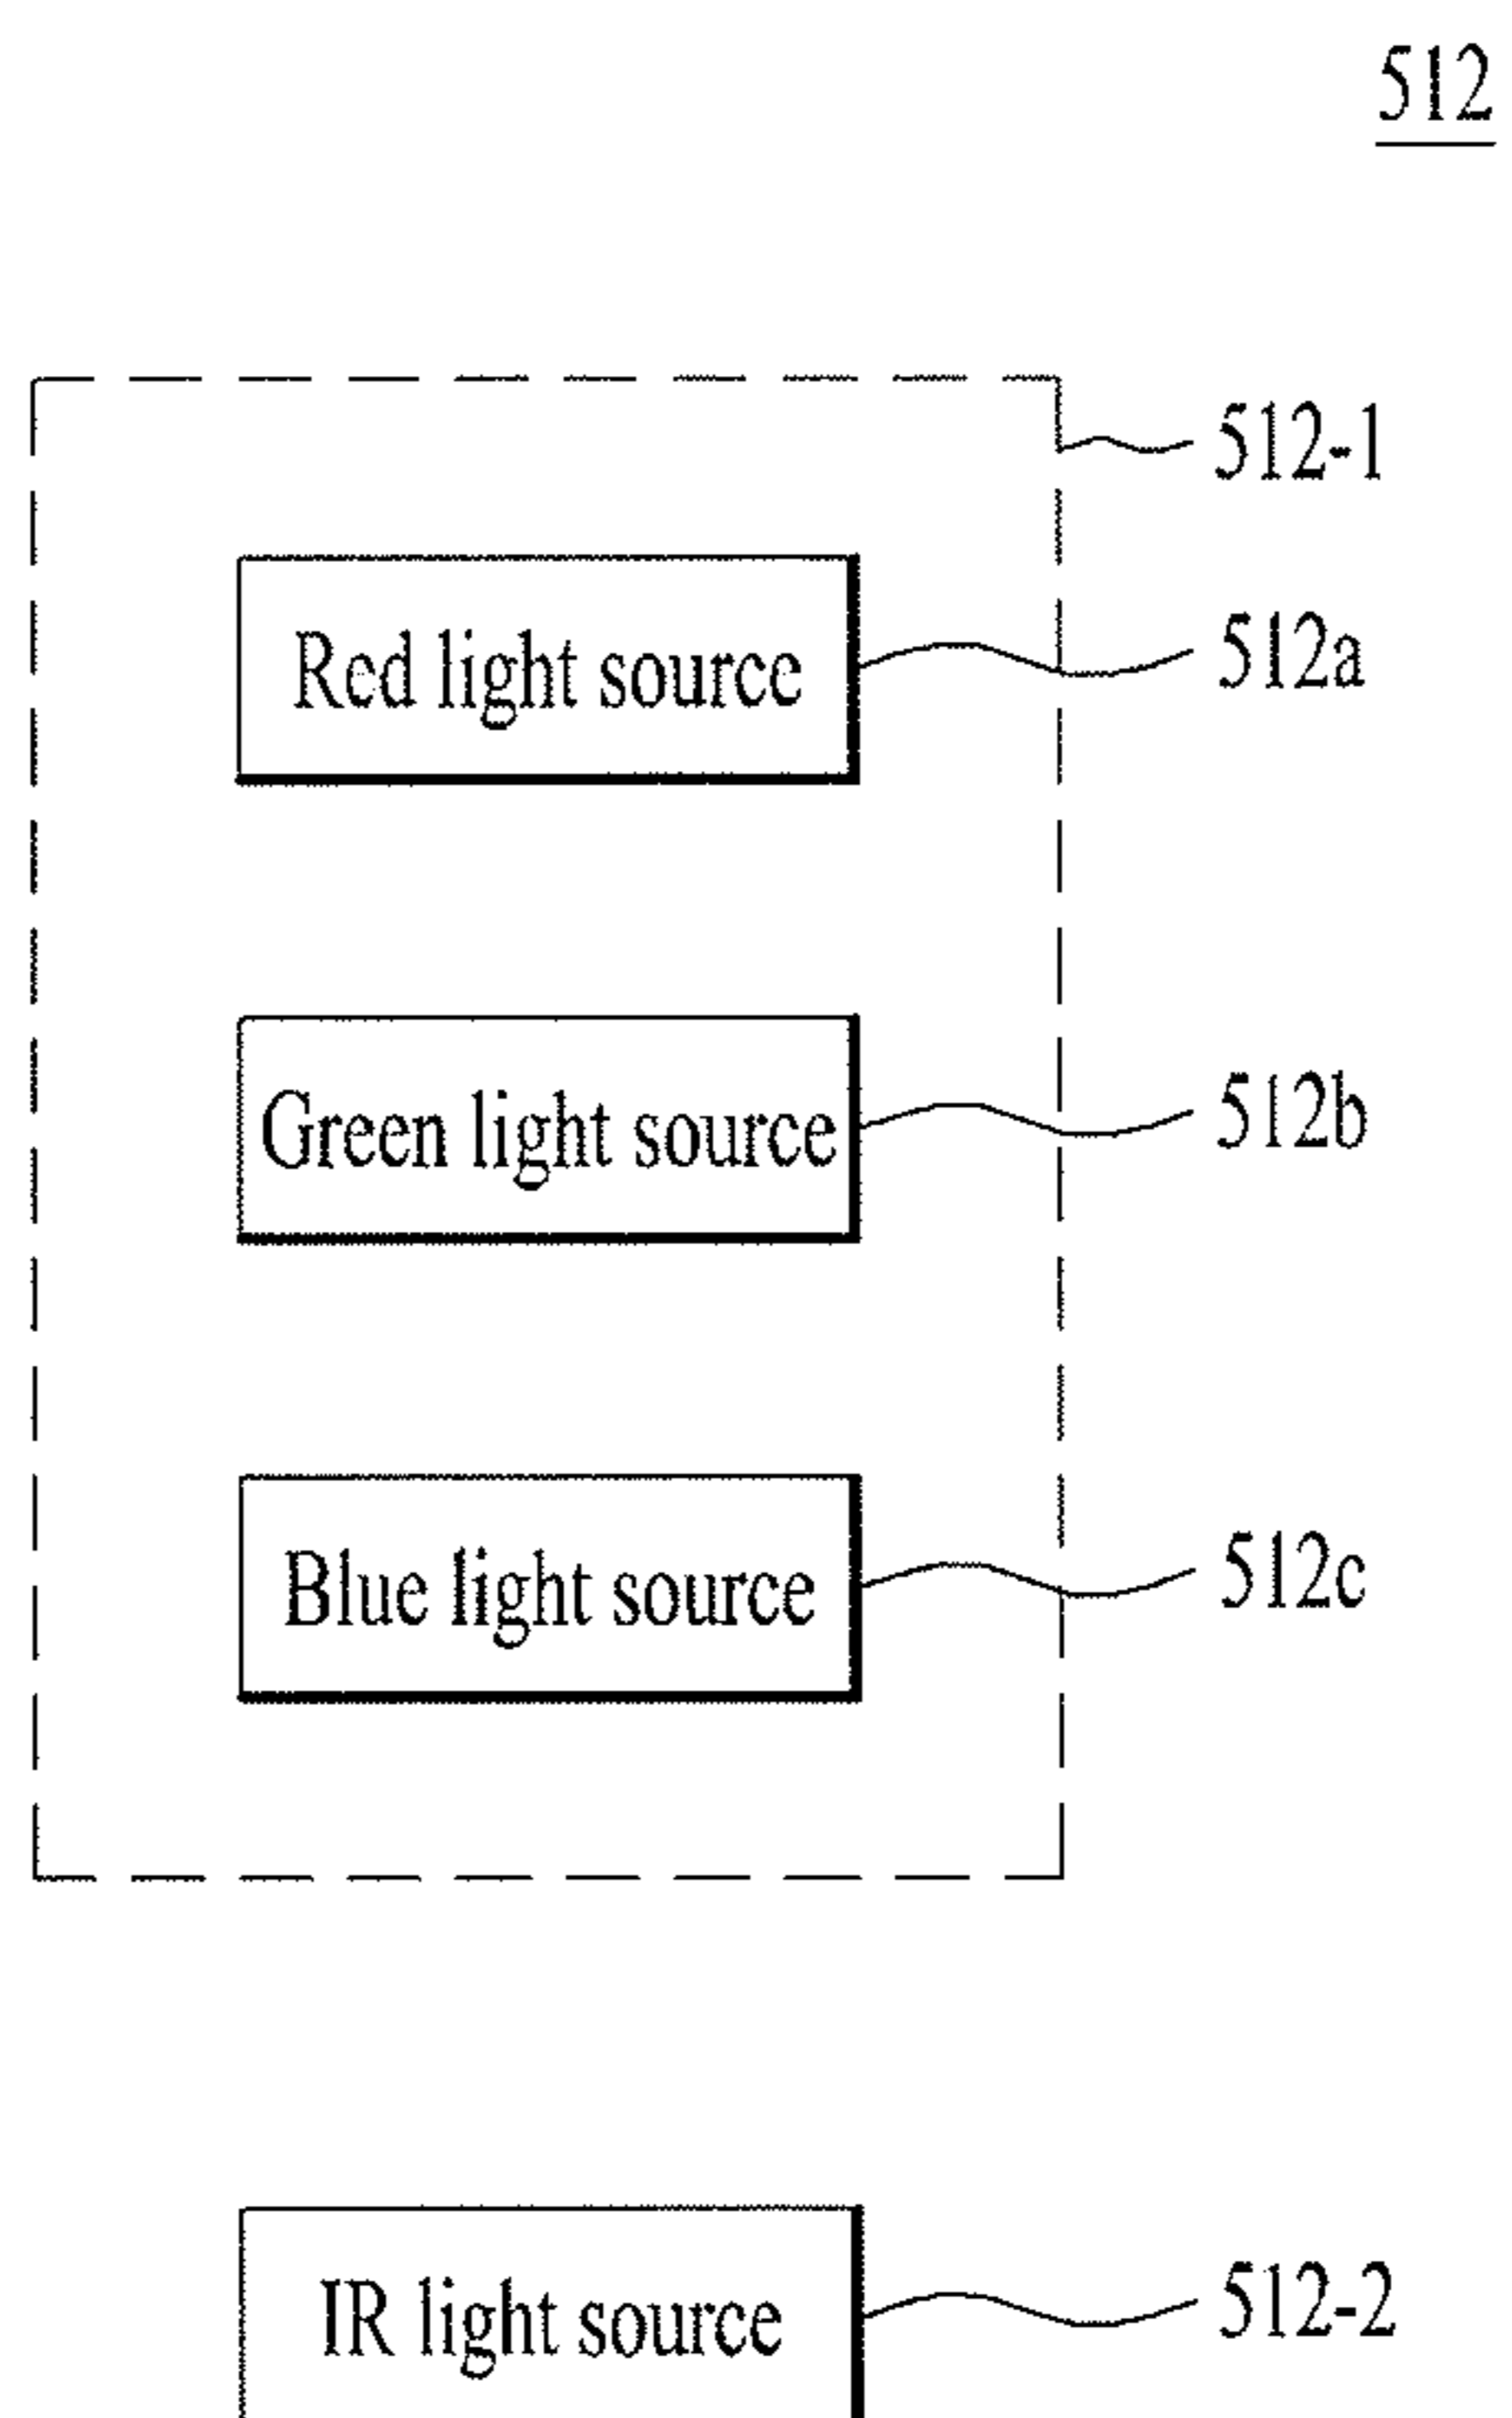 512
512-1
Red light source
512a
Green light source
512b
Blue light source
512c
IR light source
512-2